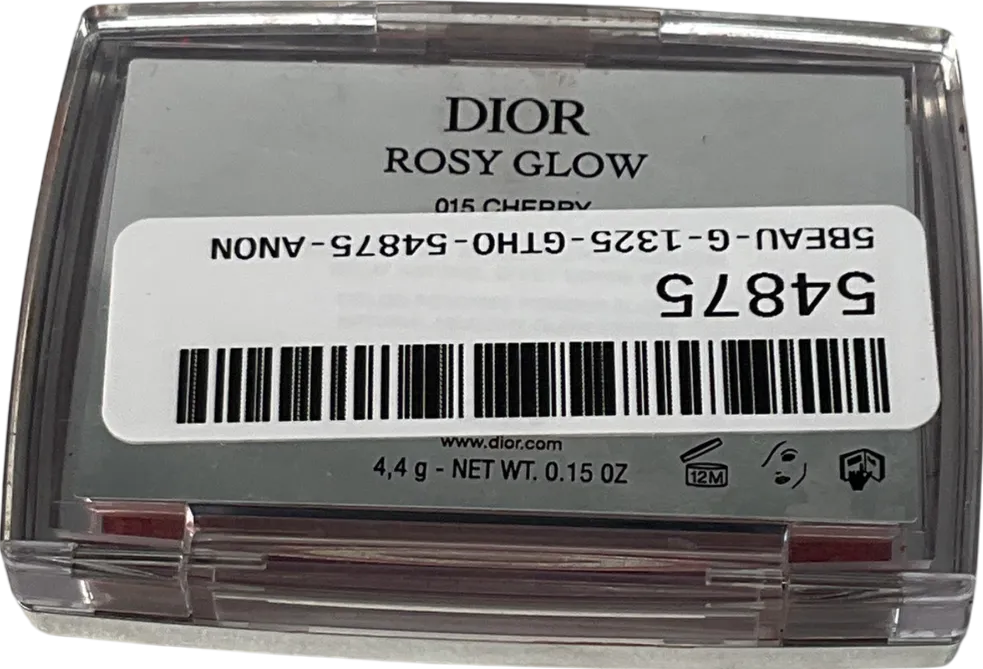 DIOR
ROSY GLOW
015 CHERRY
5BEAU-G-1325-GTHO-54875-ANON
54875
www.dior.com
4,4 g - NET WT. 0.15 OZ
12M